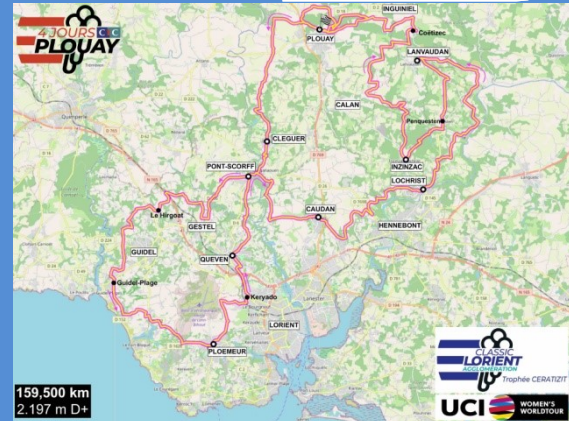 4 JOURS CIC
PLOUAY
INGUINIEL
PLOUAY
Coëtizec
LANVAUDAN
CALAN
Penquesten
CLEGUER
INZINZAC
PONT-SCORFF
LOCHRIST
Le Hirgoat
CAUDAN
GESTEL
HENNEBONT
GUIDEL
QUEVEN
Guidel-Plage
Keryado
LORIENT
PLOEMEUR
CLASSIC
LORIENT
AGGLOMÉRATION
Trophée CERATIZIT
159,500 km
2.197 m D+
UCI WOMEN'S
WORLDTOUR